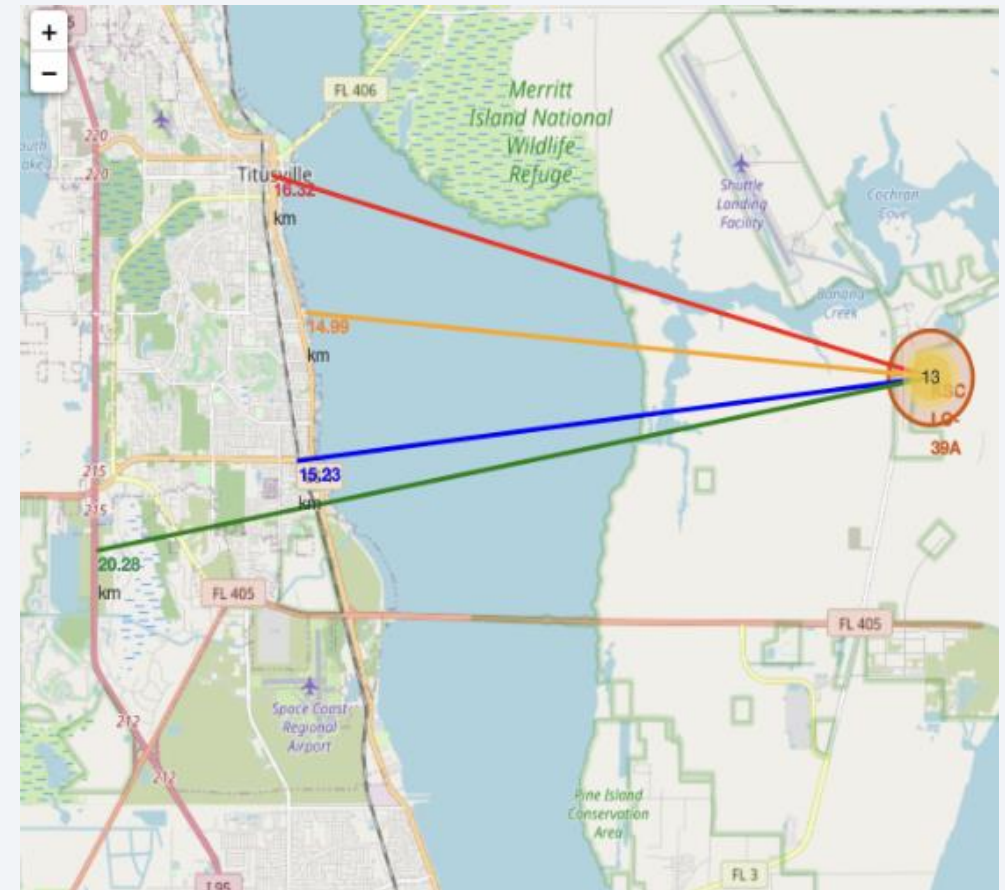 +
−
5
FL 406
Merritt
Island National
Wildlife
Refuge
220
220
Titusville
16.32
km
Shuttle
Landing
Facility
Cochran
Cove
Banana
Creek
14.99
km
13
KSC
LC-
39A
215
15.23
km
215
20.28
km
FL 405
FL 405
212
212
Space Coast
Regional
Airport
Pine Island
Conservation
Area
FL 3
I 95